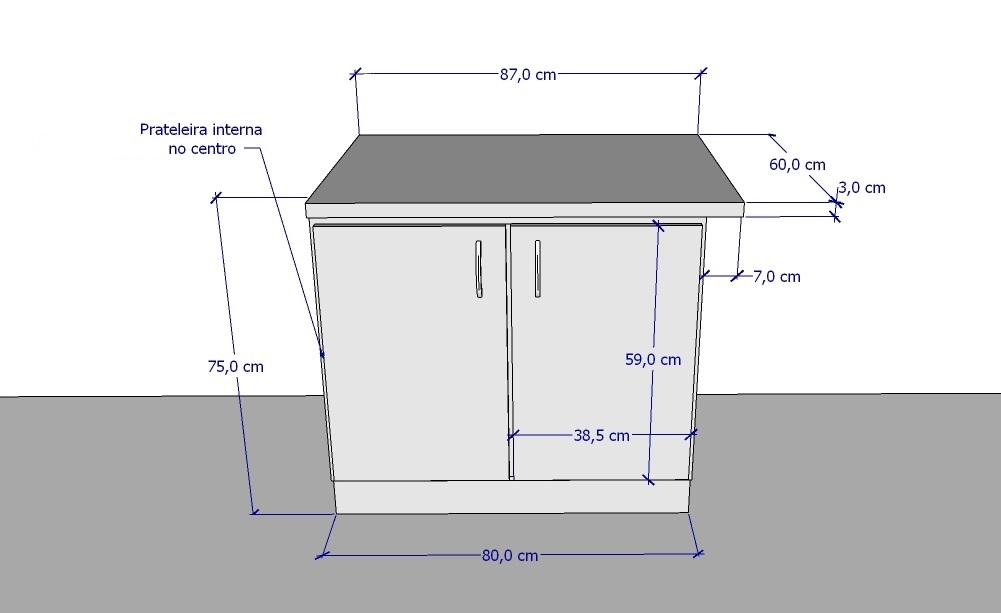 87,0 cm
Prateleira interna
no centro
60,0 cm
3,0 cm
7,0 cm
75,0 cm
59,0 cm
38,5 cm
80,0 cm